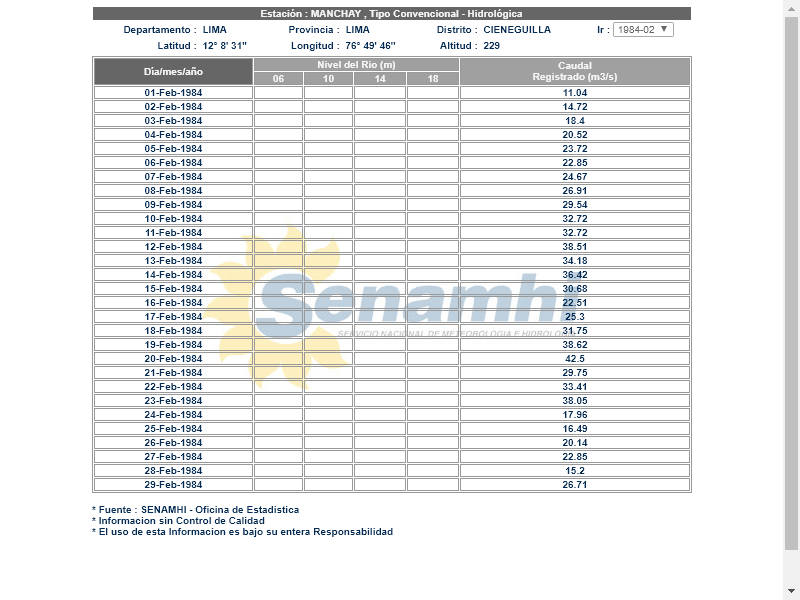 Estación : MANCHAY , Tipo Convencional - Hidrológica
Departamento : LIMA Provincia : LIMA Distrito : CIENEGUILLA Ir : 1984-02
Latitud : 12° 8' 31" Longitud : 76° 49' 46" Altitud : 229
Día/mes/año Nivel del Río (m) Caudal Registrado (m3/s)
06 10 14 18
01-Feb-1984 11.04
02-Feb-1984 14.72
03-Feb-1984 18.4
04-Feb-1984 20.52
05-Feb-1984 23.72
06-Feb-1984 22.85
07-Feb-1984 24.67
08-Feb-1984 26.91
09-Feb-1984 29.54
10-Feb-1984 32.72
11-Feb-1984 32.72
12-Feb-1984 38.51
13-Feb-1984 34.18
14-Feb-1984 36.42
15-Feb-1984 30.68
16-Feb-1984 22.51
17-Feb-1984 25.3
18-Feb-1984 31.75
19-Feb-1984 38.62
20-Feb-1984 42.5
21-Feb-1984 29.75
22-Feb-1984 33.41
23-Feb-1984 38.05
24-Feb-1984 17.96
25-Feb-1984 16.49
26-Feb-1984 20.14
27-Feb-1984 22.85
28-Feb-1984 15.2
29-Feb-1984 26.71
Senamhi
SERVICIO NACIONAL DE METEOROLOGIA E
* Fuente : SENAMHI - Oficina de Estadistica
* Informacion sin Control de Calidad
* El uso de esta Informacion es bajo su entera Responsabilidad